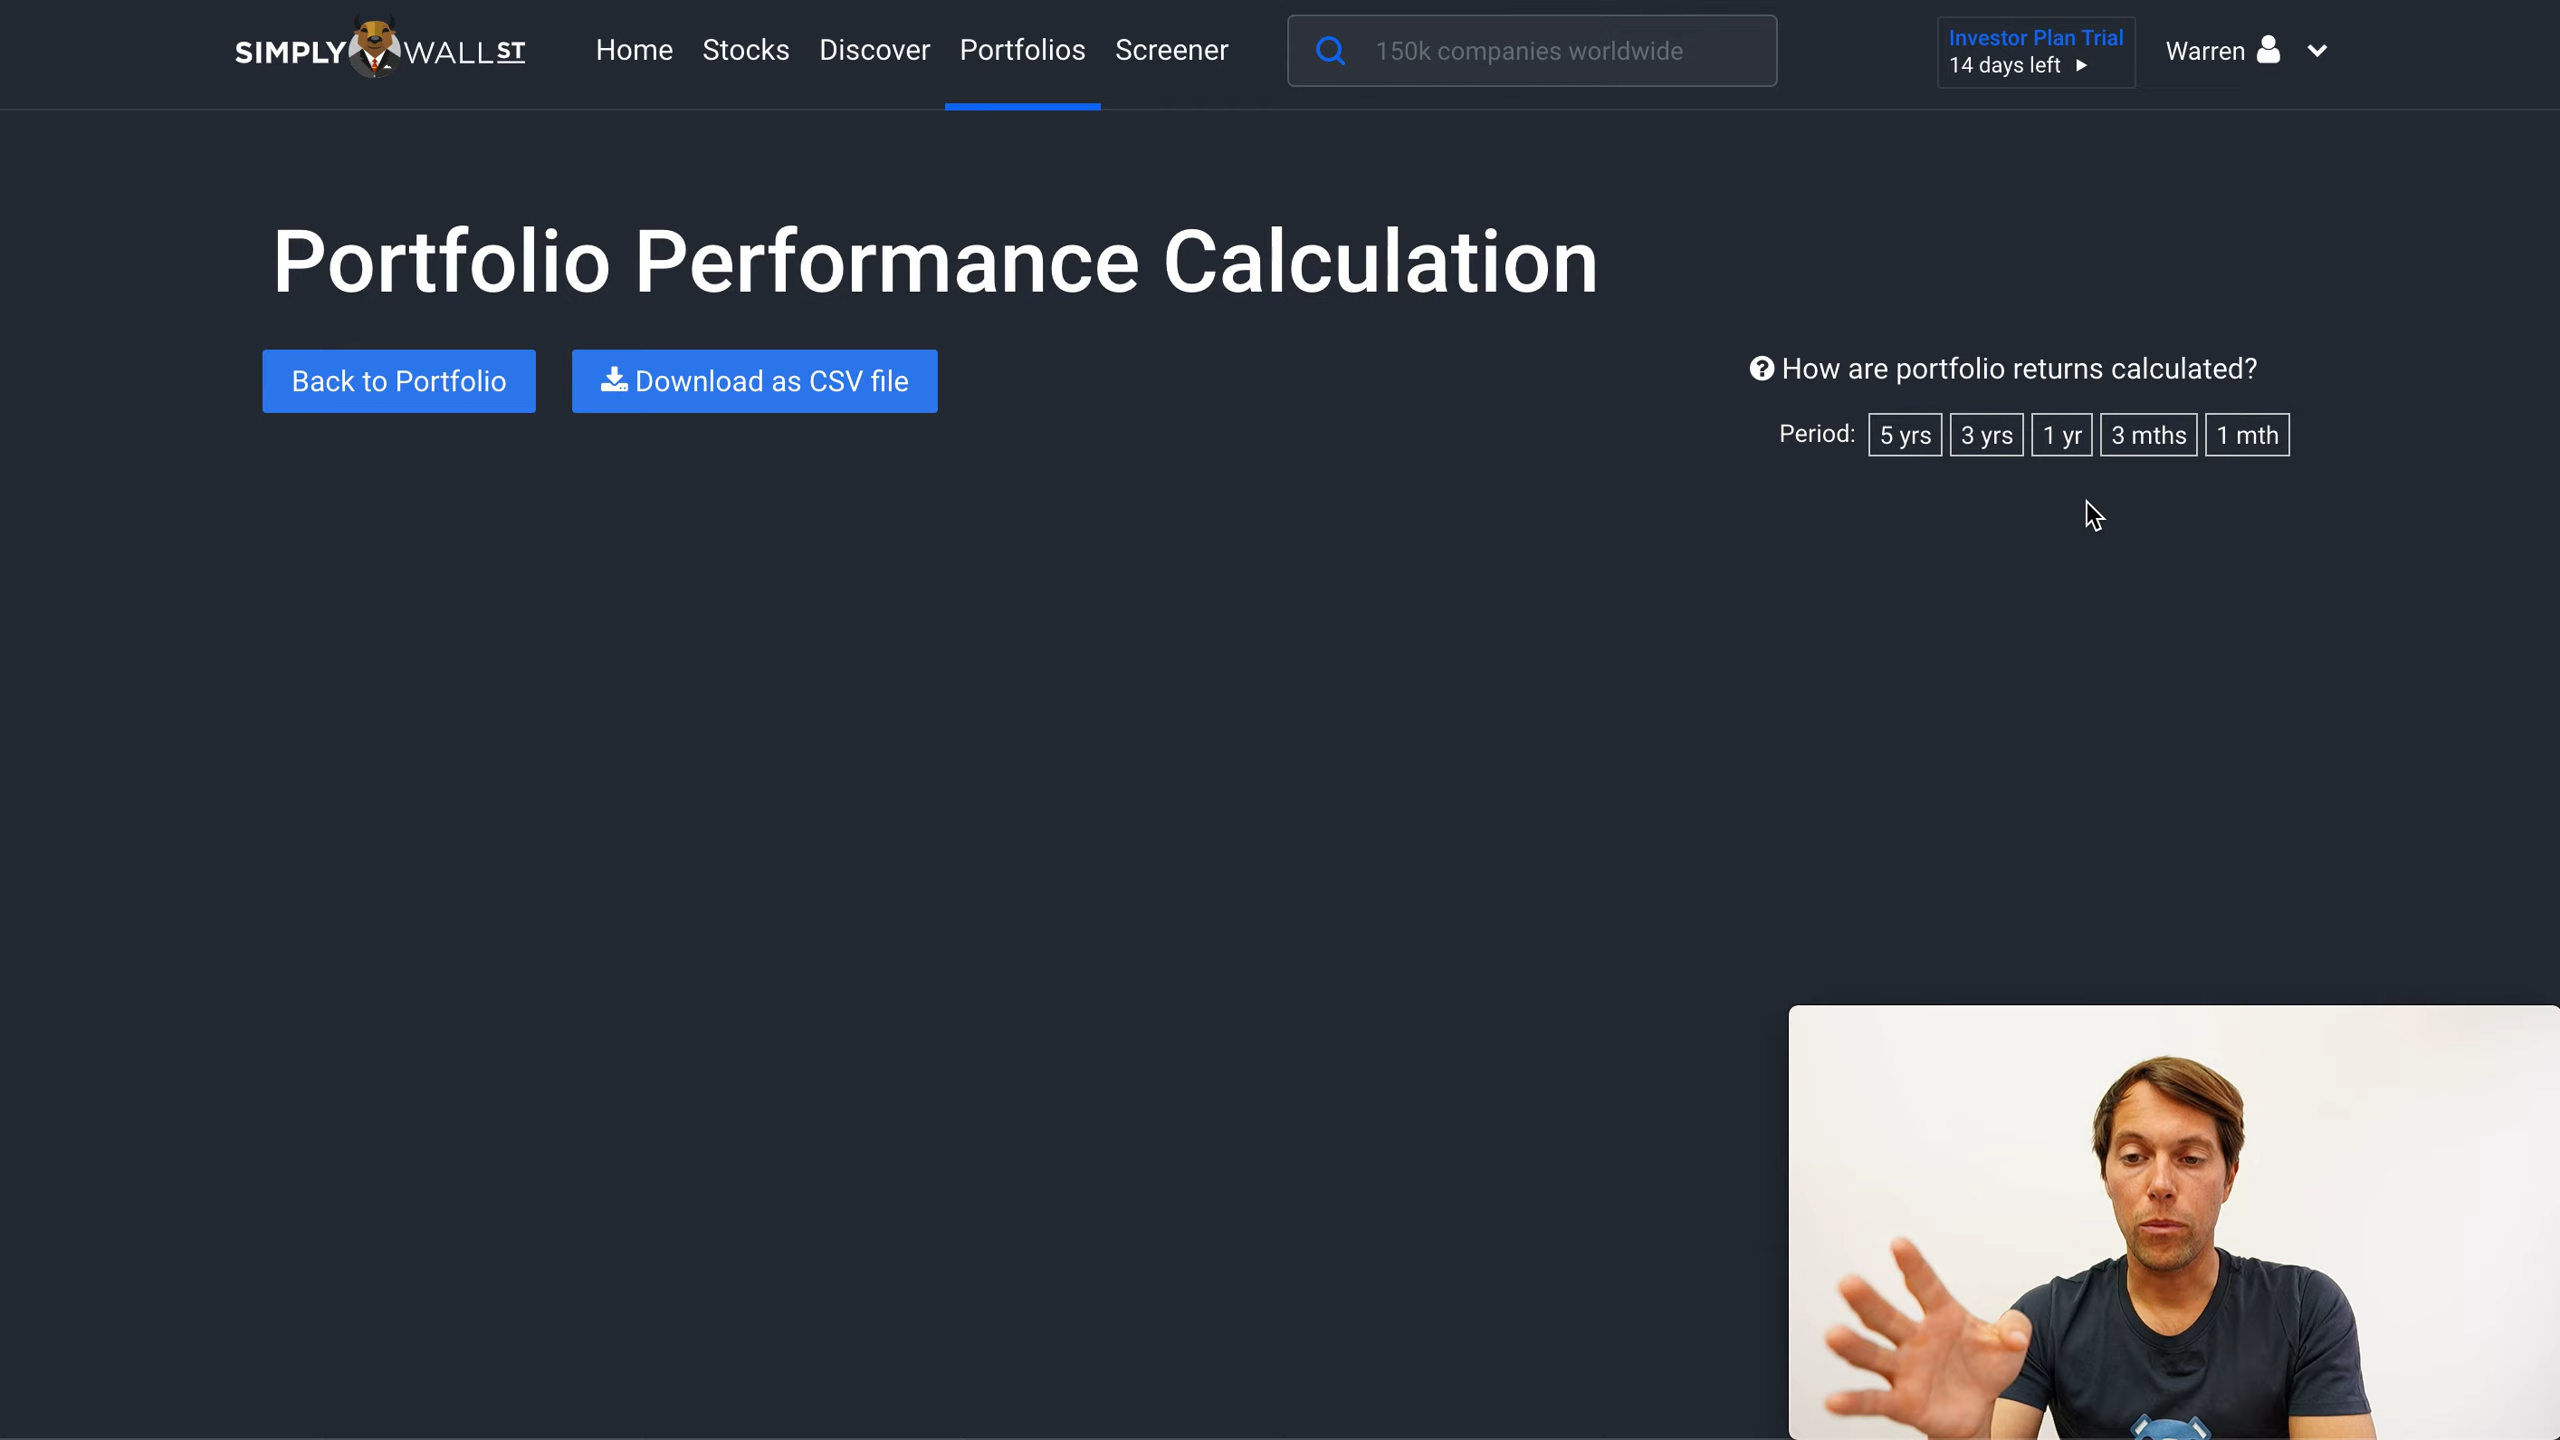 SIMPLY WALLST
Home Stocks Discover Portfolios Screener
150k companies worldwide
Investor Plan Trial
14 days left
Warren
Portfolio Performance Calculation
Back to Portfolio
Download as CSV file
How are portfolio returns calculated?
Period: 5 yrs 3 yrs 1 yr 3 mths 1 mth